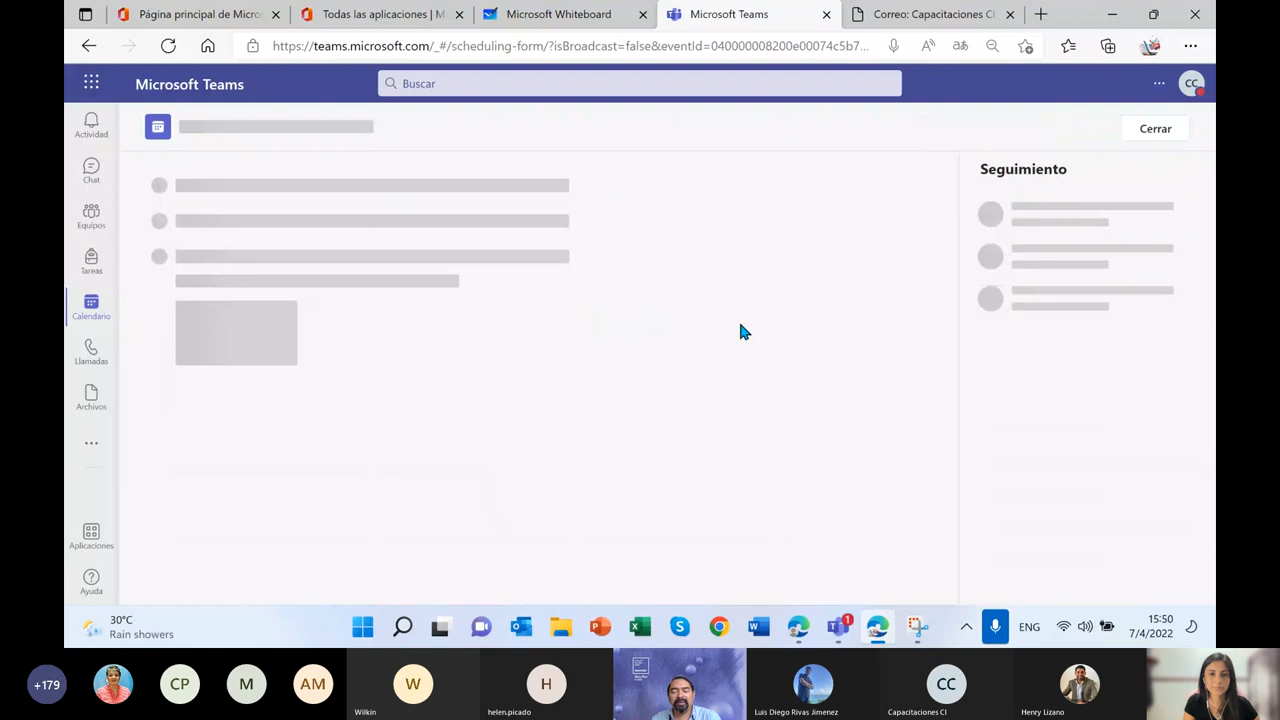 Página principal de Micros
Todas las aplicaciones | M
Microsoft Whiteboard
Microsoft Teams
Correo: Capacitaciones CI
https://teams.microsoft.com/_#/scheduling-form/?isBroadcast=false&eventId=040000008200e00074c5b7...
Microsoft Teams
Buscar
CC
Actividad
Chat
Equipos
Tareas
Calendario
Llamadas
Archivos
Aplicaciones
Ayuda
Cerrar
Seguimiento
30°C
Rain showers
1
ENG
15:50
7/4/2022
+179
CP
M
AM
W
Wilkin
H
helen.picado
Luis Diego Rivas Jimenez
CC
Capacitaciones CI
Henry Lizano